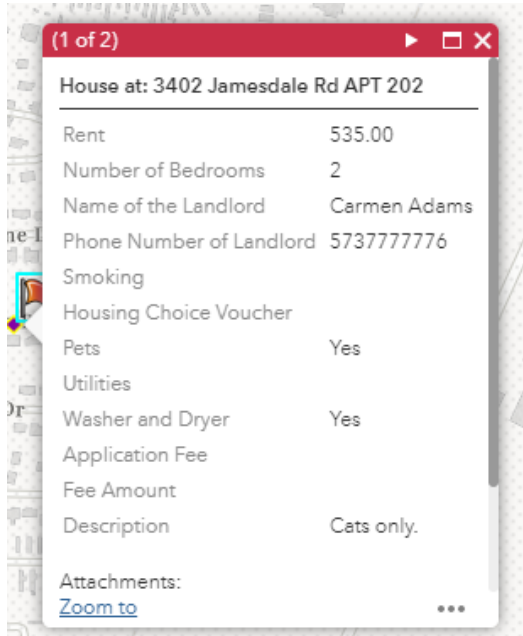 (1 of 2)
House at: 3402 Jamesdale Rd APT 202
Rent 535.00
Number of Bedrooms 2
Name of the Landlord Carmen Adams
Phone Number of Landlord 5737777776
Smoking
Housing Choice Voucher
Pets Yes
Utilities
Washer and Dryer Yes
Application Fee
Fee Amount
Description Cats only.
Attachments:
Zoom to